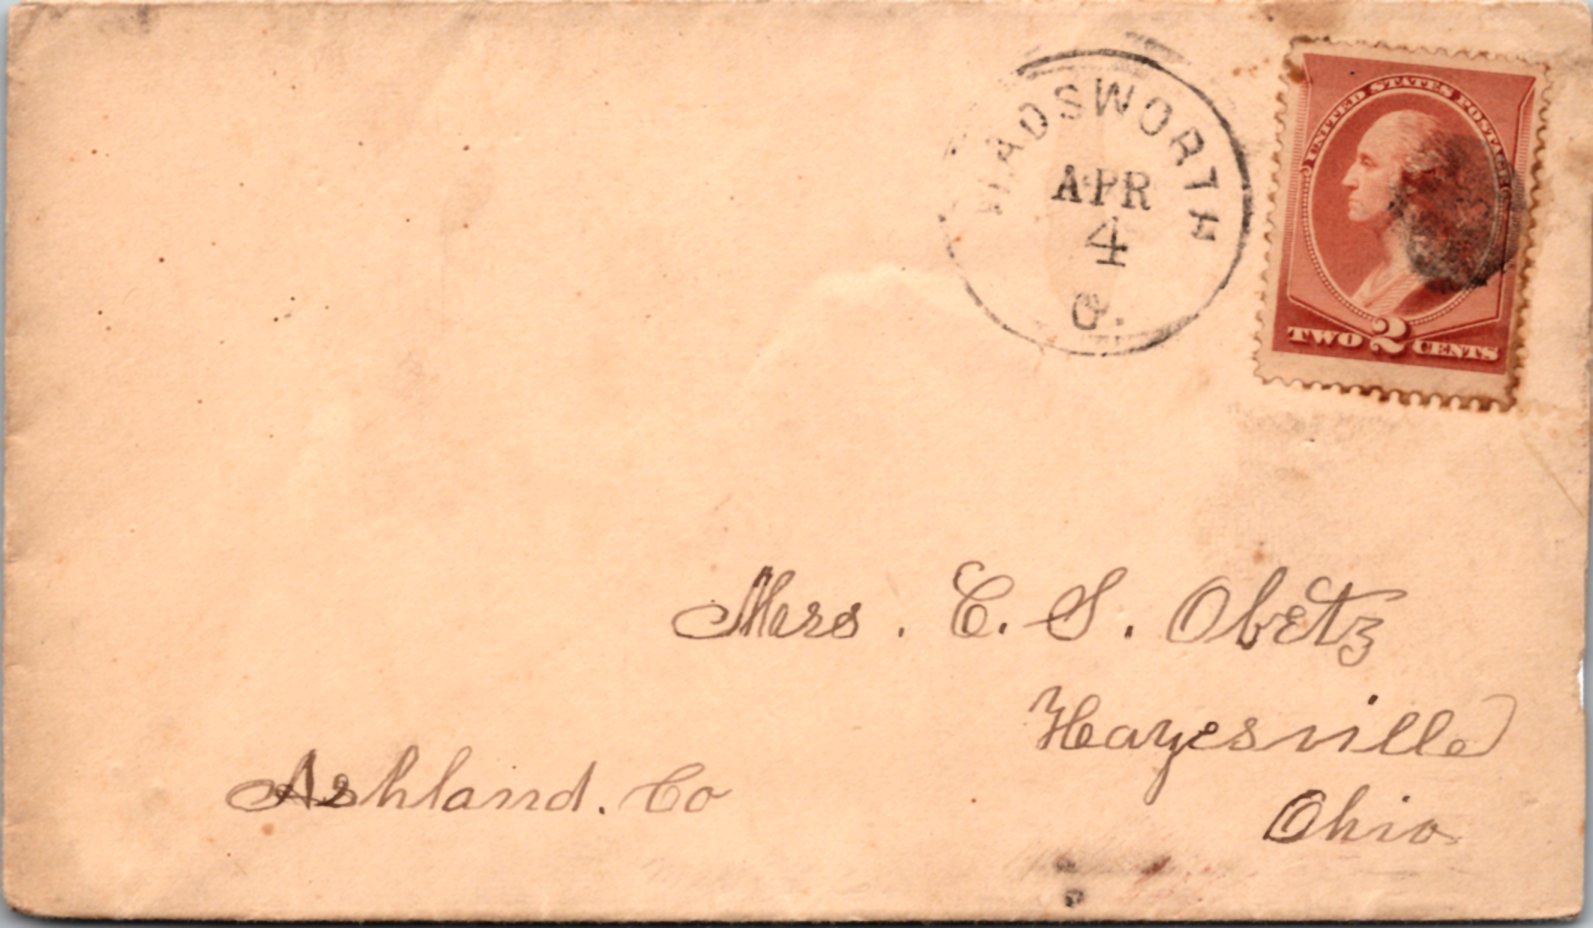 WADSWORTH
APR
4
O.
UNITED STATES POSTAGE
TWO 2 CENTS
Mrs. C. S. Obetz
Hayesville
Ashland. Co
Ohio